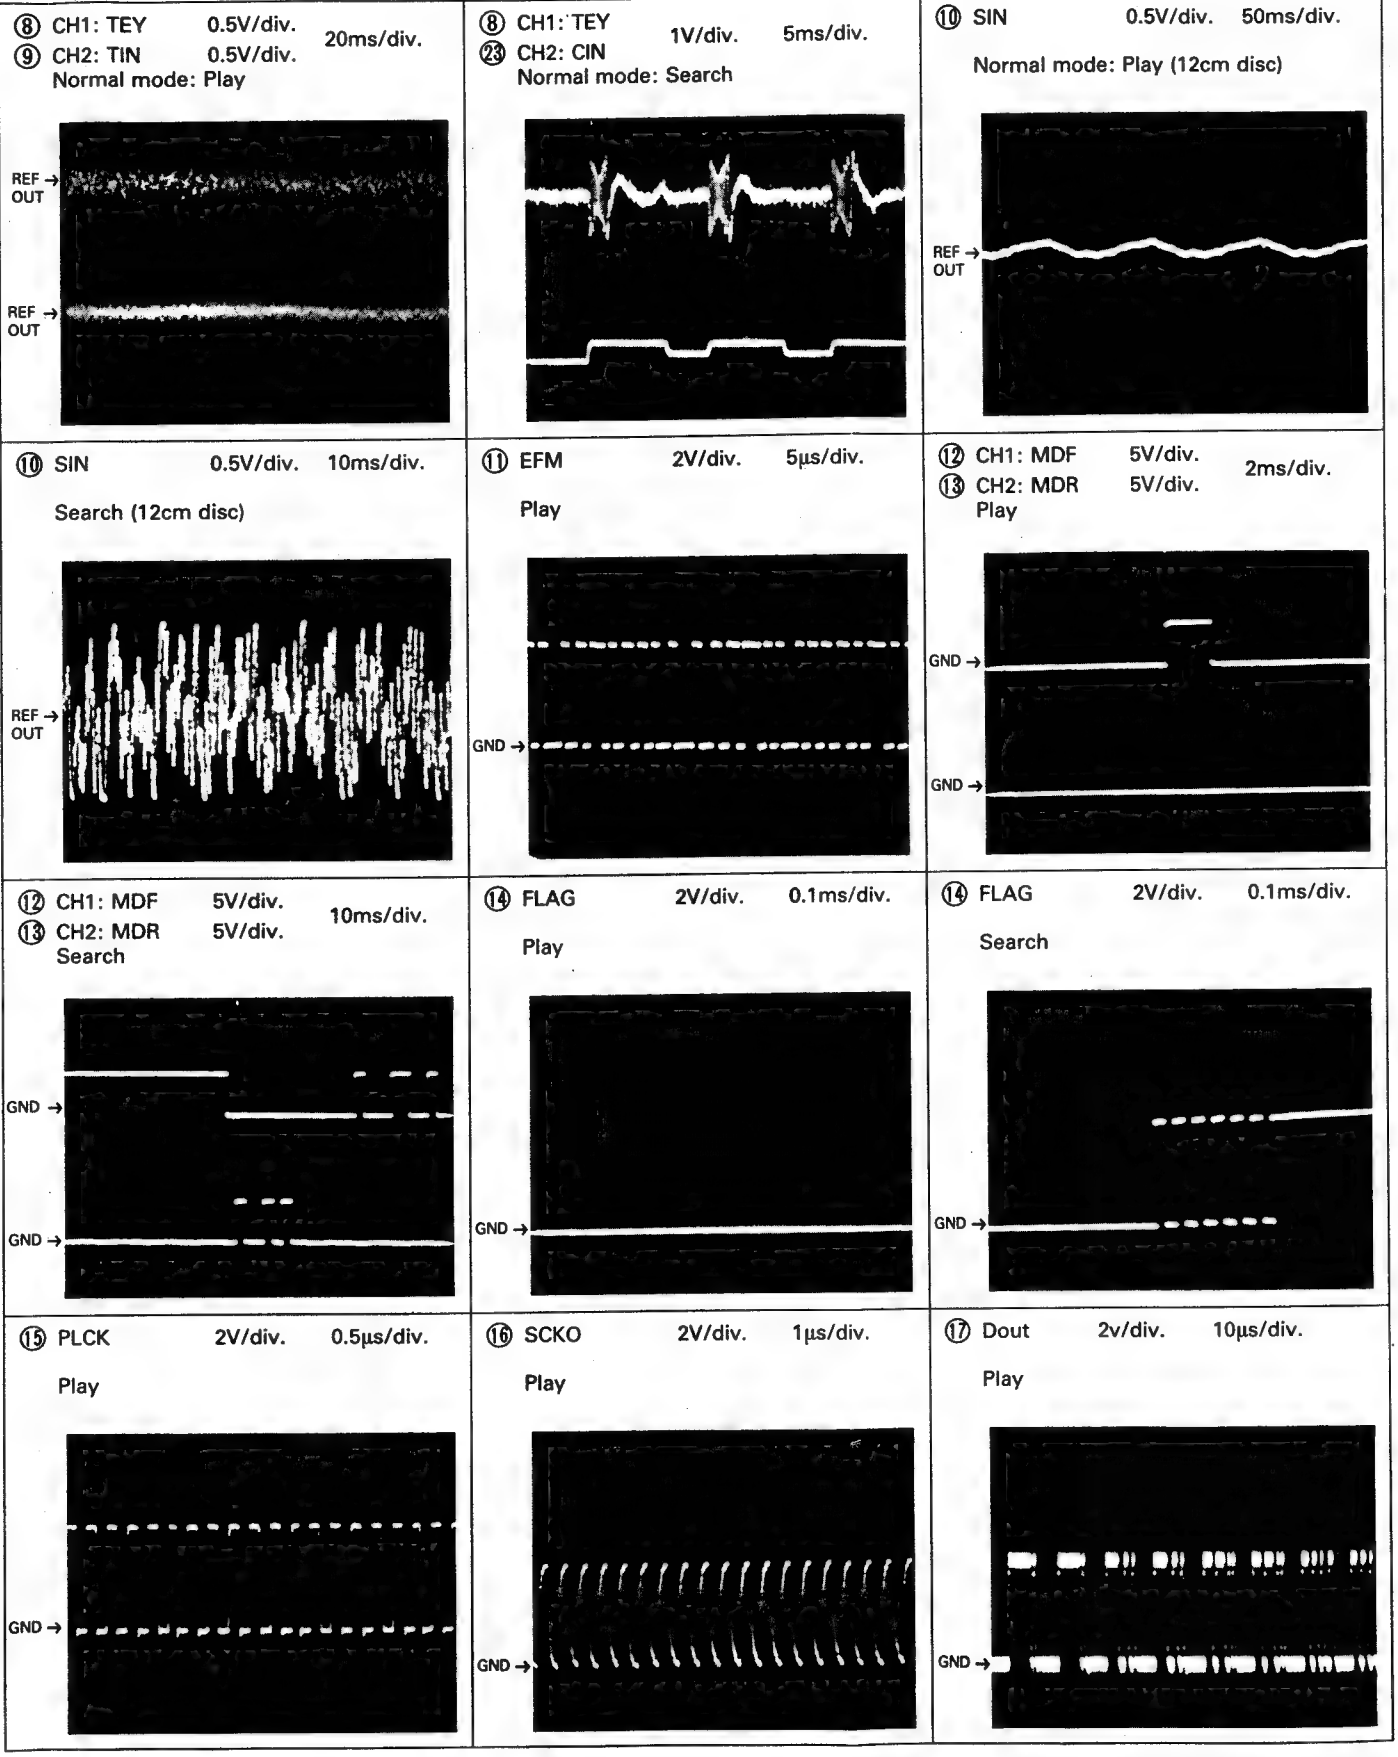 ⑧ CH1: TEY 0.5V/div. 20ms/div.
⑨ CH2: TIN 0.5V/div.
Normal mode: Play
REF → OUT
REF → OUT
⑧ CH1: TEY 1V/div. 5ms/div.
㉓ CH2: CIN
Normal mode: Search
⑩ SIN 0.5V/div. 50ms/div.
Normal mode: Play (12cm disc)
REF → OUT
⑩ SIN 0.5V/div. 10ms/div.
Search (12cm disc)
REF → OUT
⑪ EFM 2V/div. 5μs/div.
Play
GND →
⑫ CH1: MDF 5V/div. 2ms/div.
⑬ CH2: MDR 5V/div.
Play
GND →
GND →
⑫ CH1: MDF 5V/div. 10ms/div.
⑬ CH2: MDR 5V/div.
Search
GND →
GND →
⑭ FLAG 2V/div. 0.1ms/div.
Play
GND →
⑭ FLAG 2V/div. 0.1ms/div.
Search
GND →
⑮ PLCK 2V/div. 0.5μs/div.
Play
GND →
⑯ SCKO 2V/div. 1μs/div.
Play
GND →
⑰ Dout 2v/div. 10μs/div.
Play
GND →